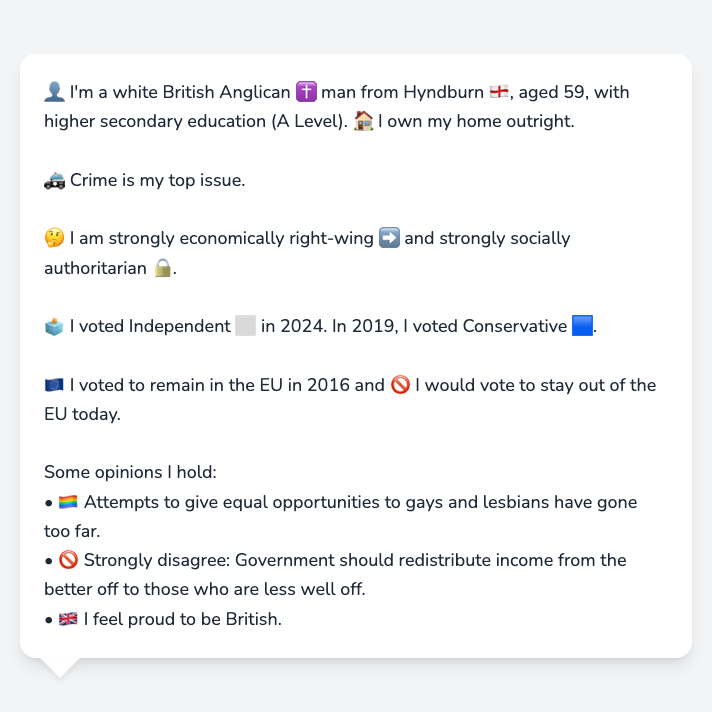 👤 I'm a white British Anglican ✝️ man from Hyndburn 🏴󠁧󠁢󠁥󠁮󠁧󠁿, aged 59, with
higher secondary education (A Level). 🏠 I own my home outright.
🚓 Crime is my top issue.
🤔 I am strongly economically right-wing ➡️ and strongly socially
authoritarian 🔒.
🗳️ I voted Independent ⬜ in 2024. In 2019, I voted Conservative 🟦.
🇪🇺 I voted to remain in the EU in 2016 and 🚫 I would vote to stay out of the
EU today.
Some opinions I hold:
• 🏳️‍🌈 Attempts to give equal opportunities to gays and lesbians have gone
too far.
• 🚫 Strongly disagree: Government should redistribute income from the
better off to those who are less well off.
• 🇬🇧 I feel proud to be British.